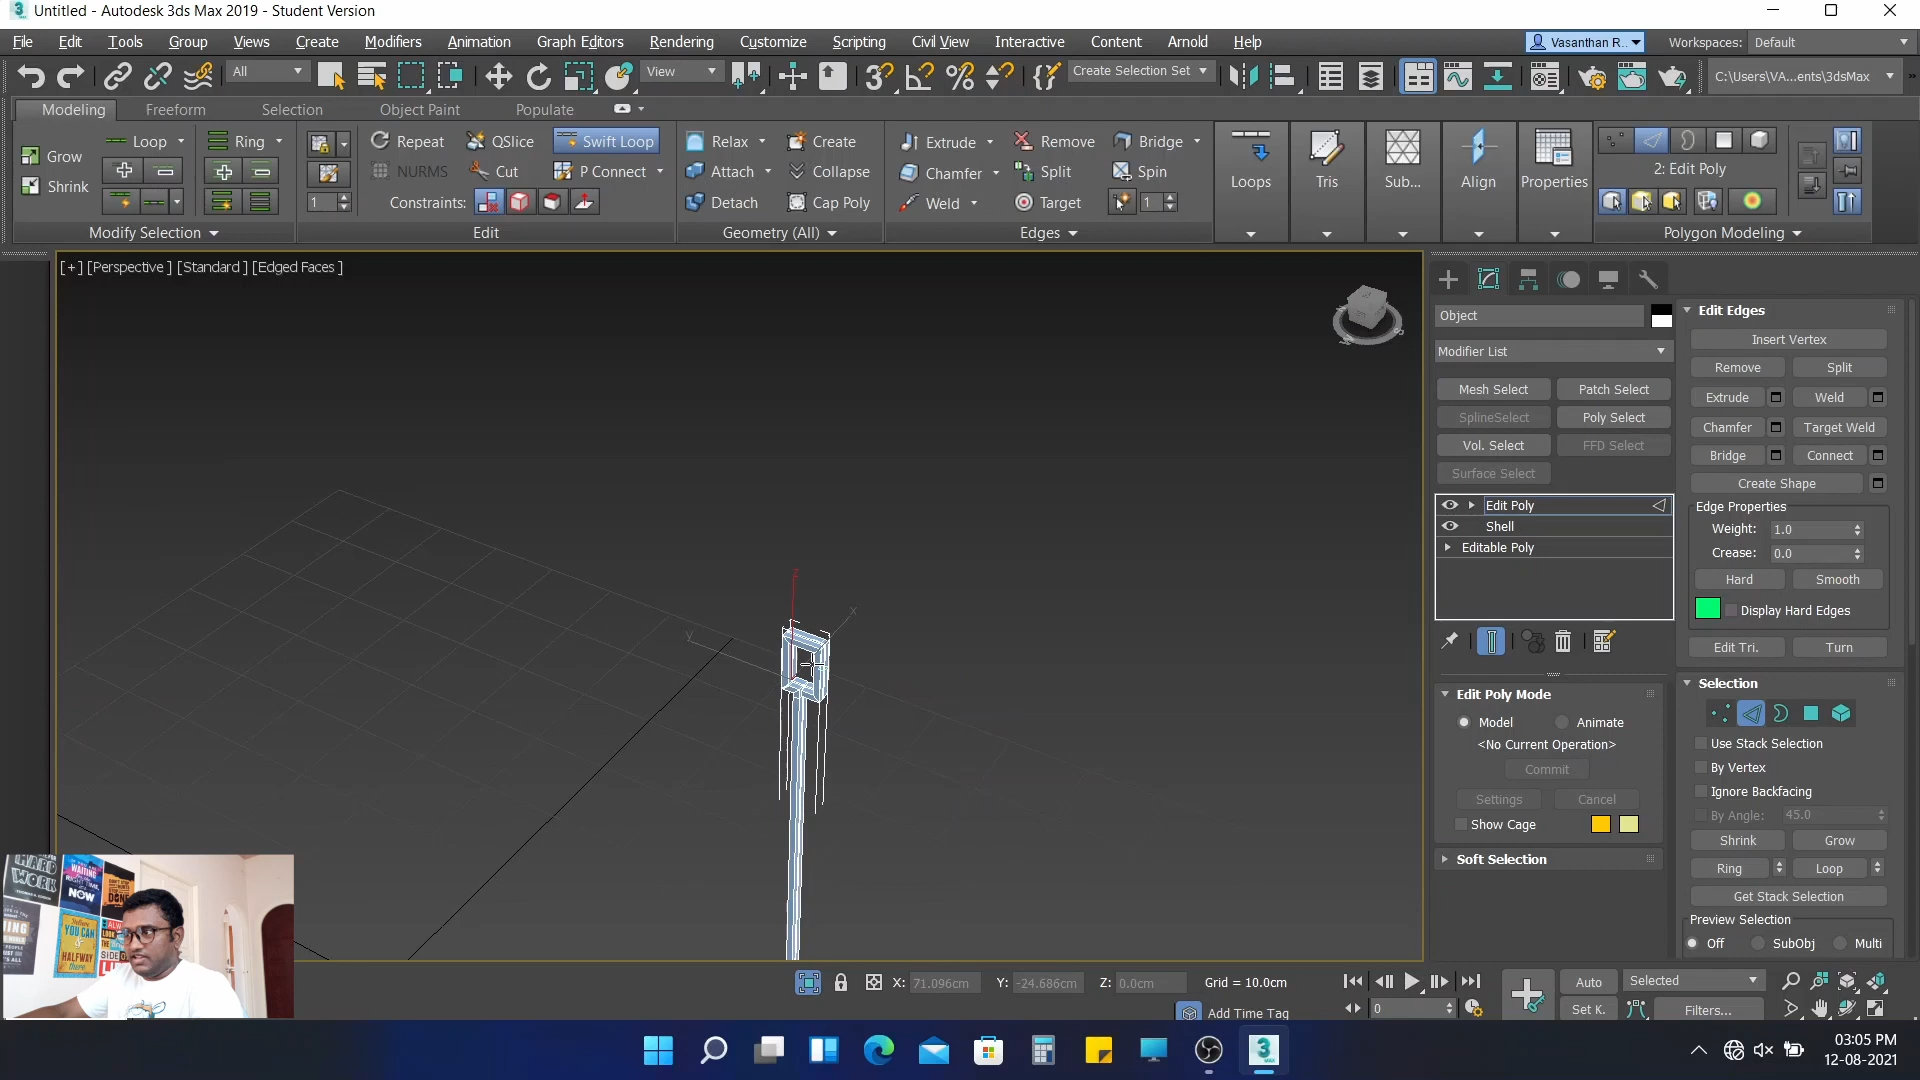 Untitled - Autodesk 3ds Max 2019 - Student Version
File Edit Tools Group Views Create Modifiers Animation Graph Editors Rendering Customize Scripting Civil View Interactive Content Arnold Help Vasanthan R.. Workspaces: Default
All View Create Selection Set C:\Users\VA...ents\3dsMax
Modeling Freeform Selection Object Paint Populate
Grow Loop Ring Repeat QSlice Swift Loop Relax Create Extrude Remove Bridge
Shrink NURMS Cut P Connect Attach Collapse Chamfer Split Spin Loops Tris Sub... Align Properties 2: Edit Poly
1 Constraints: Detach Cap Poly Weld Target 1
Modify Selection Edit Geometry (All) Edges Polygon Modeling
[+] [Perspective ] [Standard ] [Edged Faces ]
z
x
y
Object
Modifier List
Mesh Select Patch Select
SplineSelect Poly Select
Vol. Select FFD Select
Surface Select
Edit Poly
Shell
Editable Poly
Edit Poly Mode
Model Animate
<No Current Operation>
Commit
Settings Cancel
Show Cage
Soft Selection
Edit Edges
Insert Vertex
Remove Split
Extrude Weld
Chamfer Target Weld
Bridge Connect
Create Shape
Edge Properties
Weight: 1.0
Crease: 0.0
Hard Smooth
Display Hard Edges
Edit Tri. Turn
Selection
Use Stack Selection
By Vertex
Ignore Backfacing
By Angle: 45.0
Shrink Grow
Ring Loop
Get Stack Selection
Preview Selection
Off SubObj Multi
HARD
WORK
WAITING
NOW
DONE
YOU CAN
&
HALFWAY
X: 71.096cm Y: -24.686cm Z: 0.0cm Grid = 10.0cm
Add Time Tag
0
Auto Selected
Set K. Filters...
03:05 PM
12-08-2021